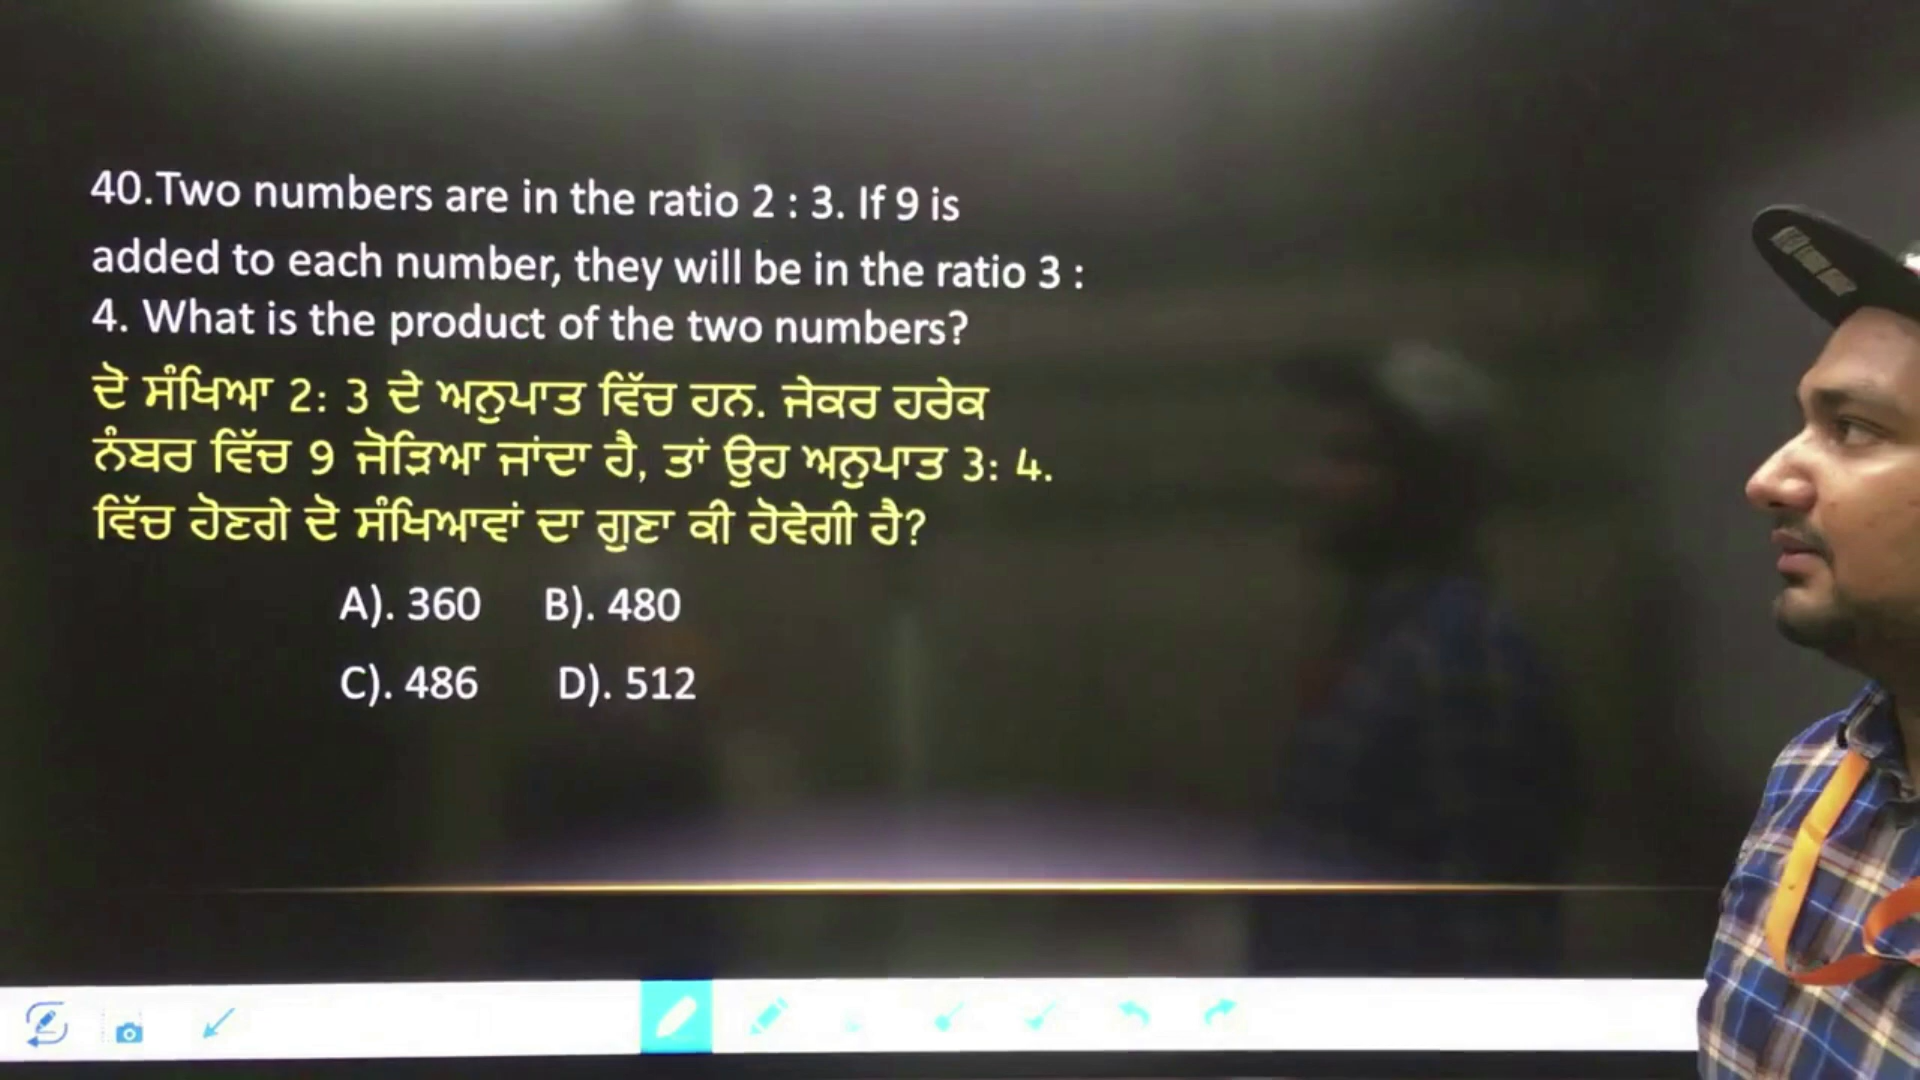 40.Two numbers are in the ratio 2 : 3. If 9 is
added to each number, they will be in the ratio 3 :
4. What is the product of the two numbers?
ਦੋ ਸੰਖਿਆ 2: 3 ਦੇ ਅਨੁਪਾਤ ਵਿੱਚ ਹਨ. ਜੇਕਰ ਹਰੇਕ
ਨੰਬਰ ਵਿੱਚ 9 ਜੋੜਿਆ ਜਾਂਦਾ ਹੈ, ਤਾਂ ਉਹ ਅਨੁਪਾਤ 3: 4.
ਵਿੱਚ ਹੋਣਗੇ ਦੋ ਸੰਖਿਆਵਾਂ ਦਾ ਗੁਣਾ ਕੀ ਹੋਵੇਗੀ ਹੈ?
A). 360 B). 480
C). 486 D). 512